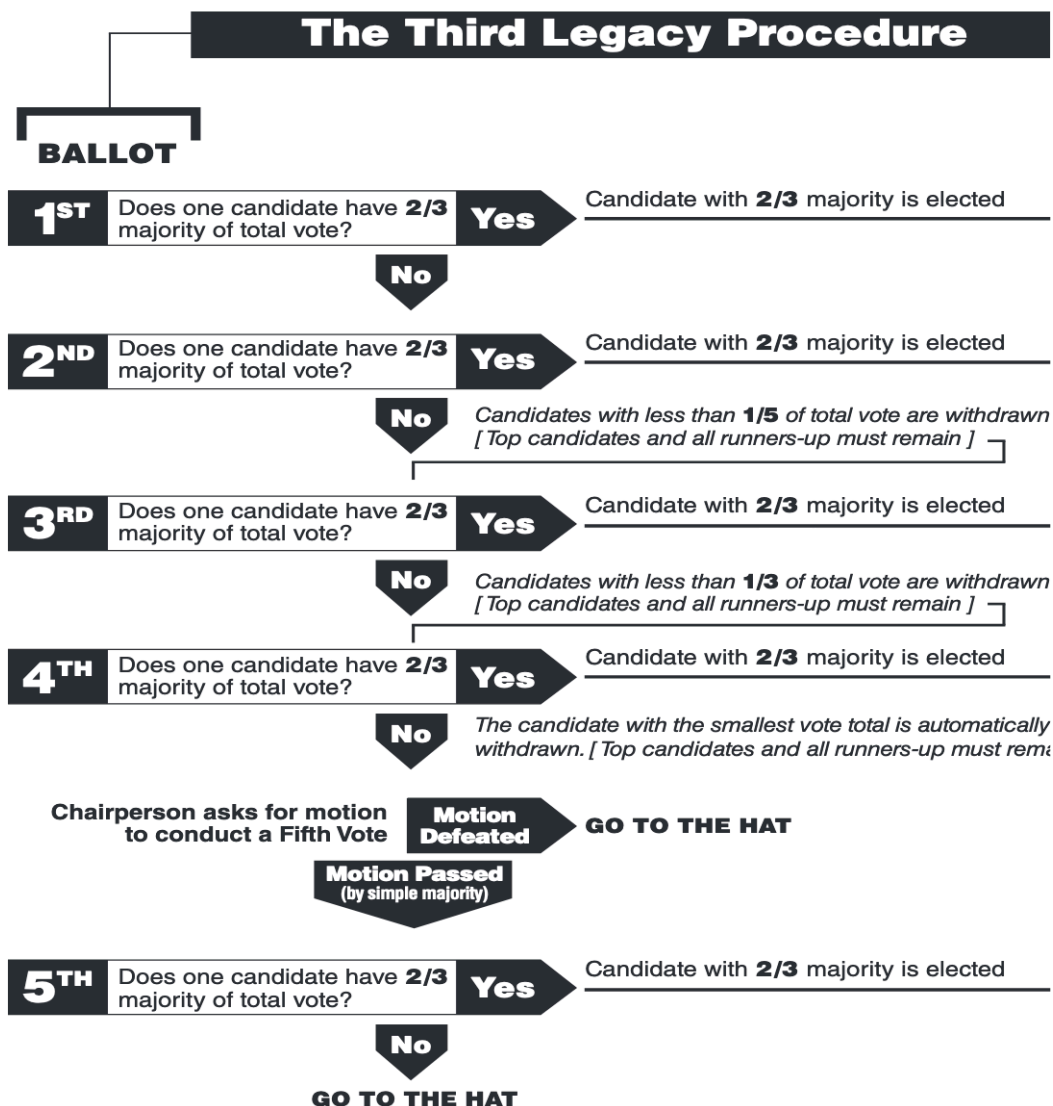 The Third Legacy Procedure
BALLOT
1ST
Does one candidate have 2/3
majority of total vote?
Yes
Candidate with 2/3 majority is elected
No
2ND
Does one candidate have 2/3
majority of total vote?
Yes
Candidate with 2/3 majority is elected
No
Candidates with less than 1/5 of total vote are withdrawn
[ Top candidates and all runners-up must remain ]
3RD
Does one candidate have 2/3
majority of total vote?
Yes
Candidate with 2/3 majority is elected
No
Candidates with less than 1/3 of total vote are withdrawn
[ Top candidates and all runners-up must remain ]
4TH
Does one candidate have 2/3
majority of total vote?
Yes
Candidate with 2/3 majority is elected
No
The candidate with the smallest vote total is automatically
withdrawn. [ Top candidates and all runners-up must
Chairperson asks for motion
to conduct a Fifth Vote
Motion
Defeated
GO TO THE HAT
Motion Passed
(by simple majority)
5TH
Does one candidate have 2/3
majority of total vote?
Yes
Candidate with 2/3 majority is elected
No
GO TO THE HAT